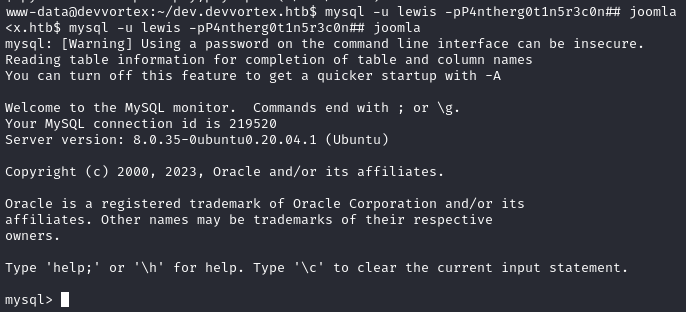 www-data@devvortex:~/dev.devvortex.htb$ mysql -u lewis -pP4ntherg0t1n5r3c0n## joomla
<x.htb$ mysql -u lewis -pP4ntherg0t1n5r3c0n## joomla
mysql: [Warning] Using a password on the command line interface can be insecure.
Reading table information for completion of table and column names
You can turn off this feature to get a quicker startup with -A

Welcome to the MySQL monitor.  Commands end with ; or \g.
Your MySQL connection id is 219520
Server version: 8.0.35-0ubuntu0.20.04.1 (Ubuntu)

Copyright (c) 2000, 2023, Oracle and/or its affiliates.

Oracle is a registered trademark of Oracle Corporation and/or its
affiliates. Other names may be trademarks of their respective
owners.

Type 'help;' or '\h' for help. Type '\c' to clear the current input statement.

mysql>